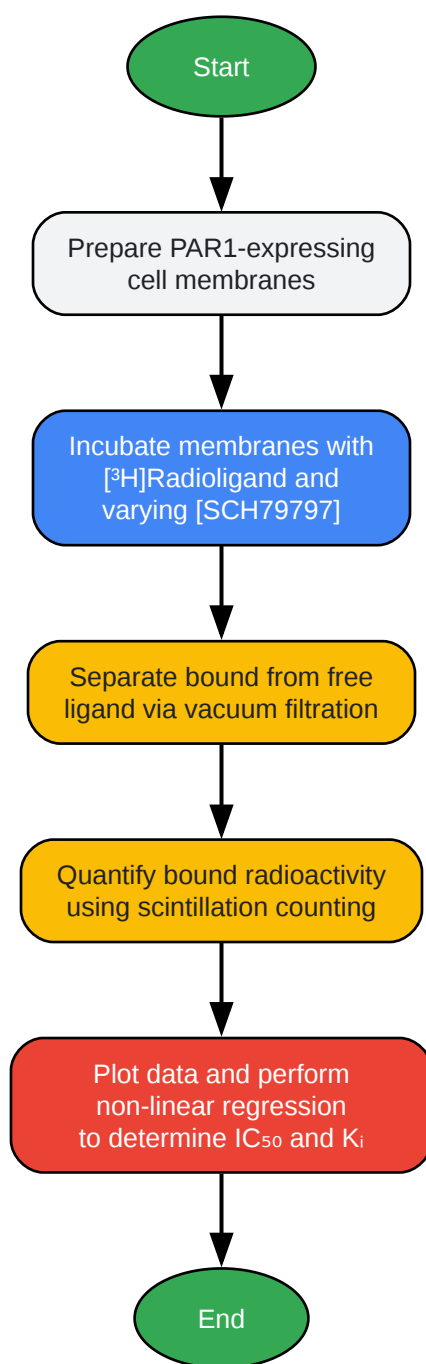 Start
Prepare PAR1-expressing
cell membranes
Incubate membranes with
[³H]Radioligand and
varying [SCH79797]
Separate bound from free
ligand via vacuum filtration
Quantify bound radioactivity
using scintillation counting
Plot data and perform
non-linear regression
to determine IC₅₀ and Kᵢ
End